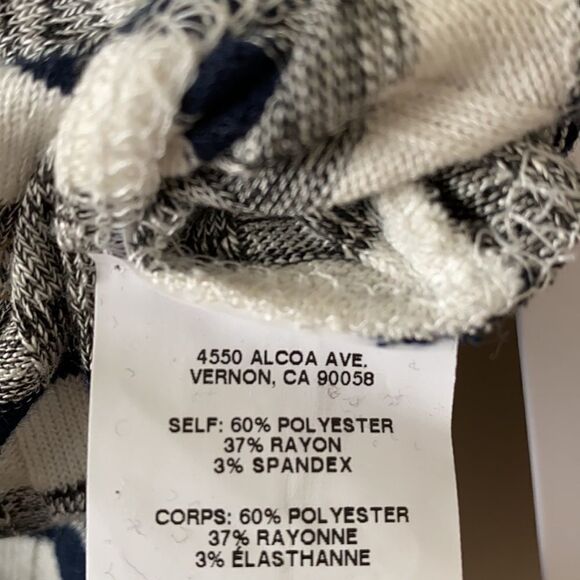 4550 ALCOA AVE.
VERNON, CA 90058
SELF: 60% POLYESTER
37% RAYON
3% SPANDEX
CORPS: 60% POLYESTER
37% RAYONNE
3% ÉLASTHANNE